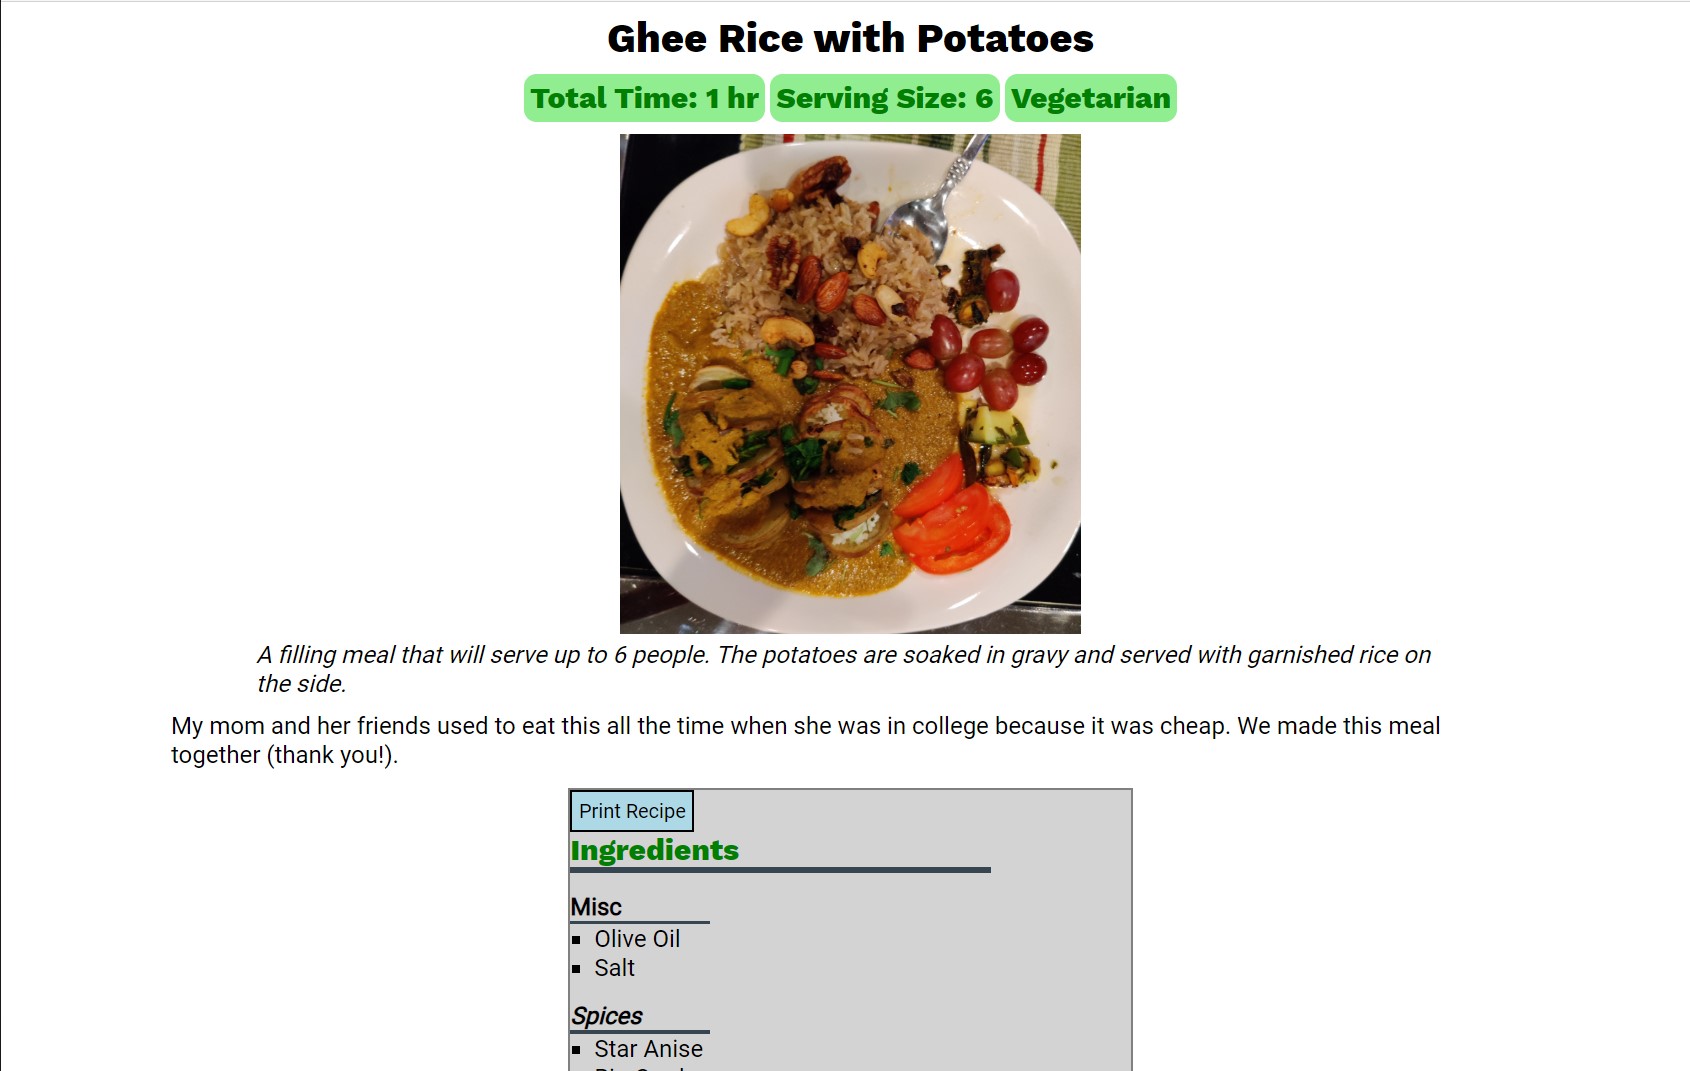 Ghee Rice with Potatoes
Total Time: 1 hr Serving Size: 6 Vegetarian
A filling meal that will serve up to 6 people. The potatoes are soaked in gravy and served with garnished rice on
the side.
My mom and her friends used to eat this all the time when she was in college because it was cheap. We made this meal
together (thank you!).
Print Recipe
Ingredients
Misc
Olive Oil
Salt
Spices
Star Anise